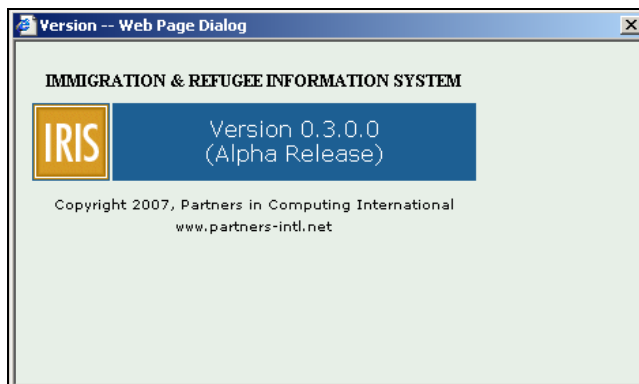 Version -- Web Page Dialog
IMMIGRATION & REFUGEE INFORMATION SYSTEM
IRIS
Version 0.3.0.0
(Alpha Release)
Copyright 2007, Partners in Computing International
www.partners-intl.net